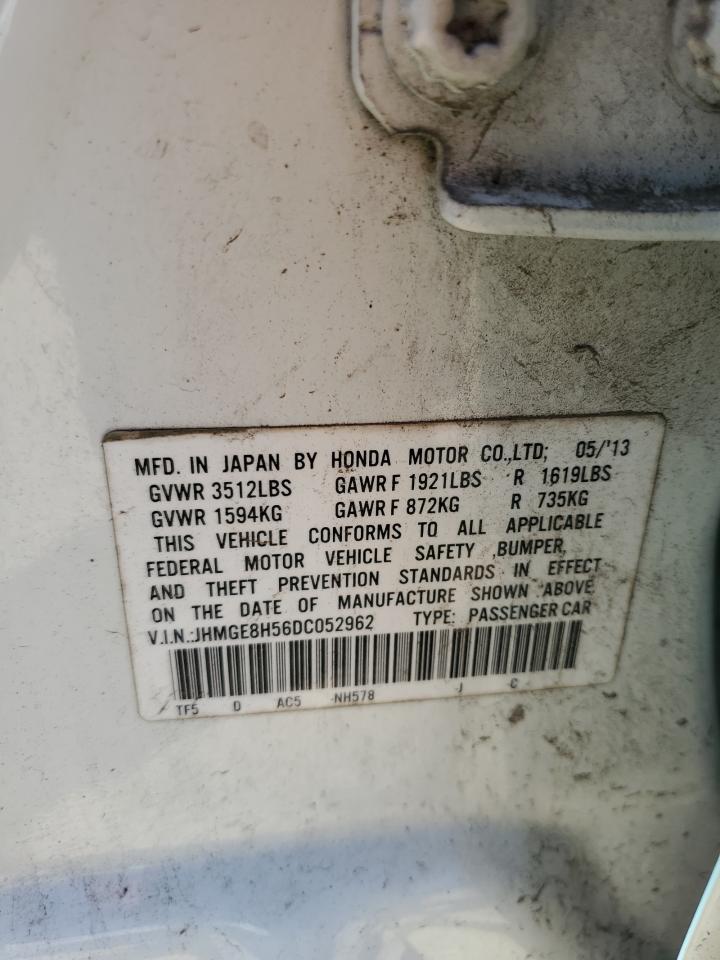 MFD. IN JAPAN BY HONDA MOTOR CO.,LTD; 05/'13
GVWR 3512LBS GAWR F 1921LBS R 1619LBS
GVWR 1594KG GAWR F 872KG R 735KG
THIS VEHICLE CONFORMS TO ALL APPLICABLE
FEDERAL MOTOR VEHICLE SAFETY ,BUMPER,
AND THEFT PREVENTION STANDARDS IN EFFECT
ON THE DATE OF MANUFACTURE SHOWN ABOVE.
V.I.N.:JHMGE8H56DC052962 TYPE: PASSENGER CAR
TF5 D AC5 -NH578 -J -C -